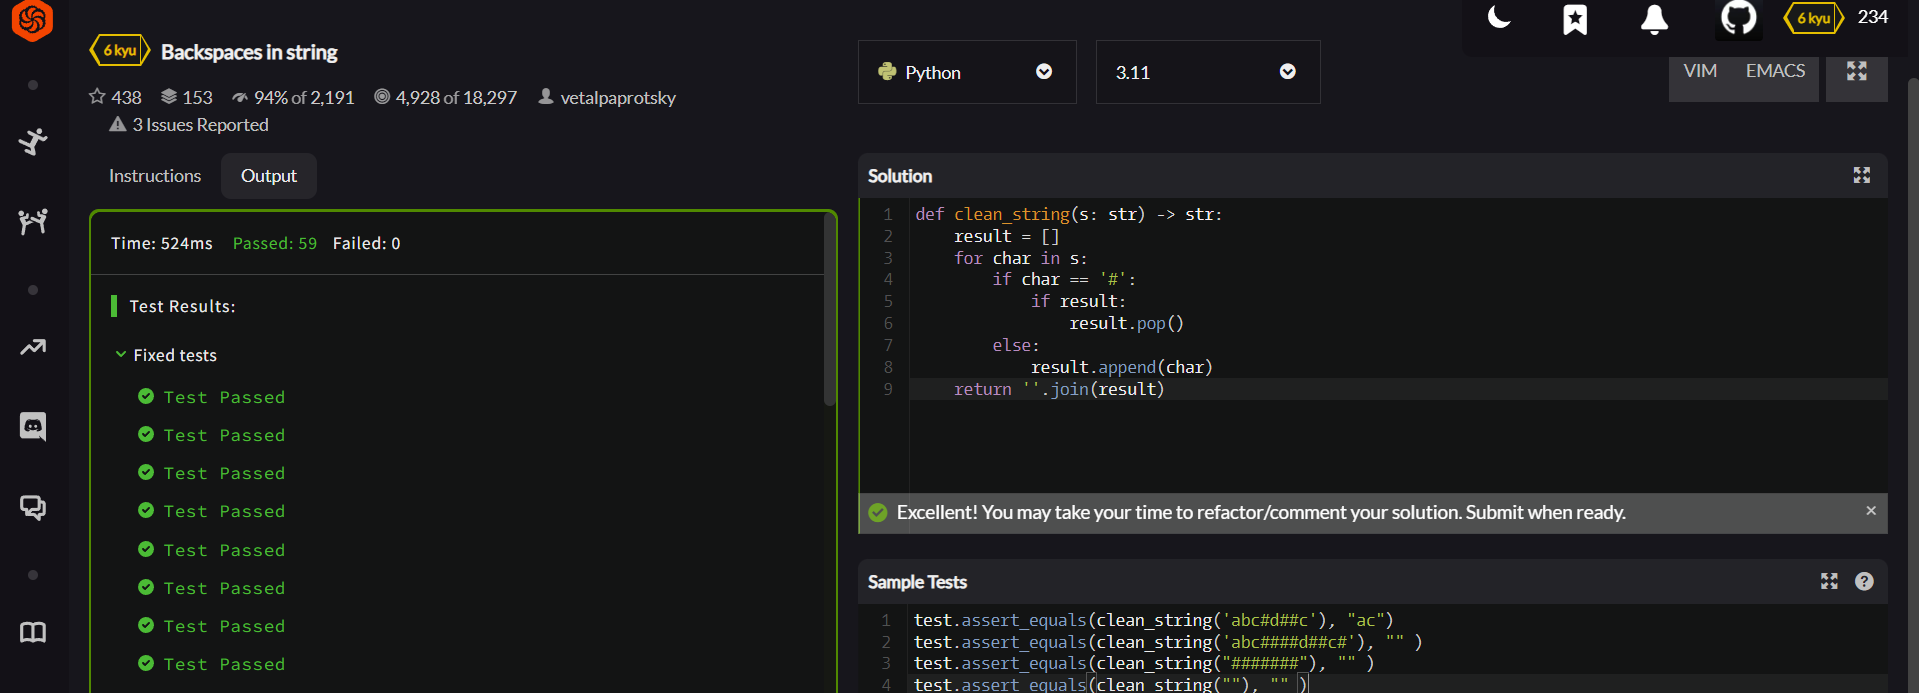 6 kyu Backspaces in string
438 153 94% of 2,191 4,928 of 18,297 vetalpaprotsky
3 Issues Reported
Instructions Output
Time: 524ms Passed: 59 Failed: 0
Test Results:
Fixed tests
Test Passed
Test Passed
Test Passed
Test Passed
Test Passed
Test Passed
Test Passed
Test Passed
6 kyu 234
Python 3.11 VIM EMACS
Solution
1 def clean_string(s: str) -> str:
2     result = []
3     for char in s:
4         if char == '#':
5             if result:
6                 result.pop()
7         else:
8             result.append(char)
9     return ''.join(result)
Excellent! You may take your time to refactor/comment your solution. Submit when ready. ×
Sample Tests ?
1 test.assert_equals(clean_string('abc#d##c'), "ac")
2 test.assert_equals(clean_string('abc####d##c#'), "" )
3 test.assert_equals(clean_string("#######"), "" )
4 test.assert_equals(clean_string(""), "" )